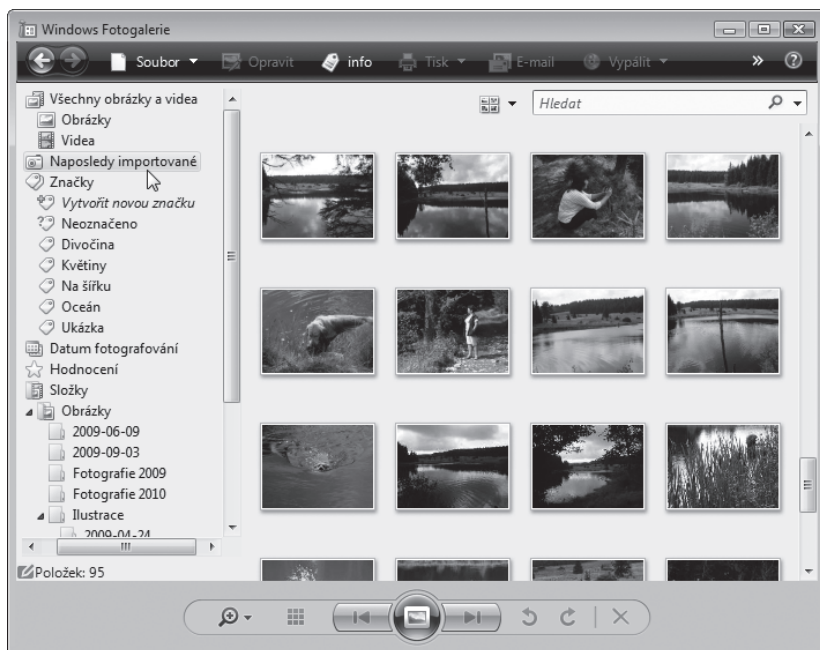 Windows Fotogalerie
Soubor Opravit info Tisk E-mail Vypálit » ?
Všechny obrázky a videa
Obrázky
Videa
Naposledy importované
Značky
Vytvořit novou značku
Neoznačeno
Divočina
Květiny
Na šířku
Oceán
Ukázka
Datum fotografování
Hodnocení
Složky
Obrázky
2009-06-09
2009-09-03
Fotografie 2009
Fotografie 2010
Ilustrace
2009-04-24
Položek: 95
Hledat